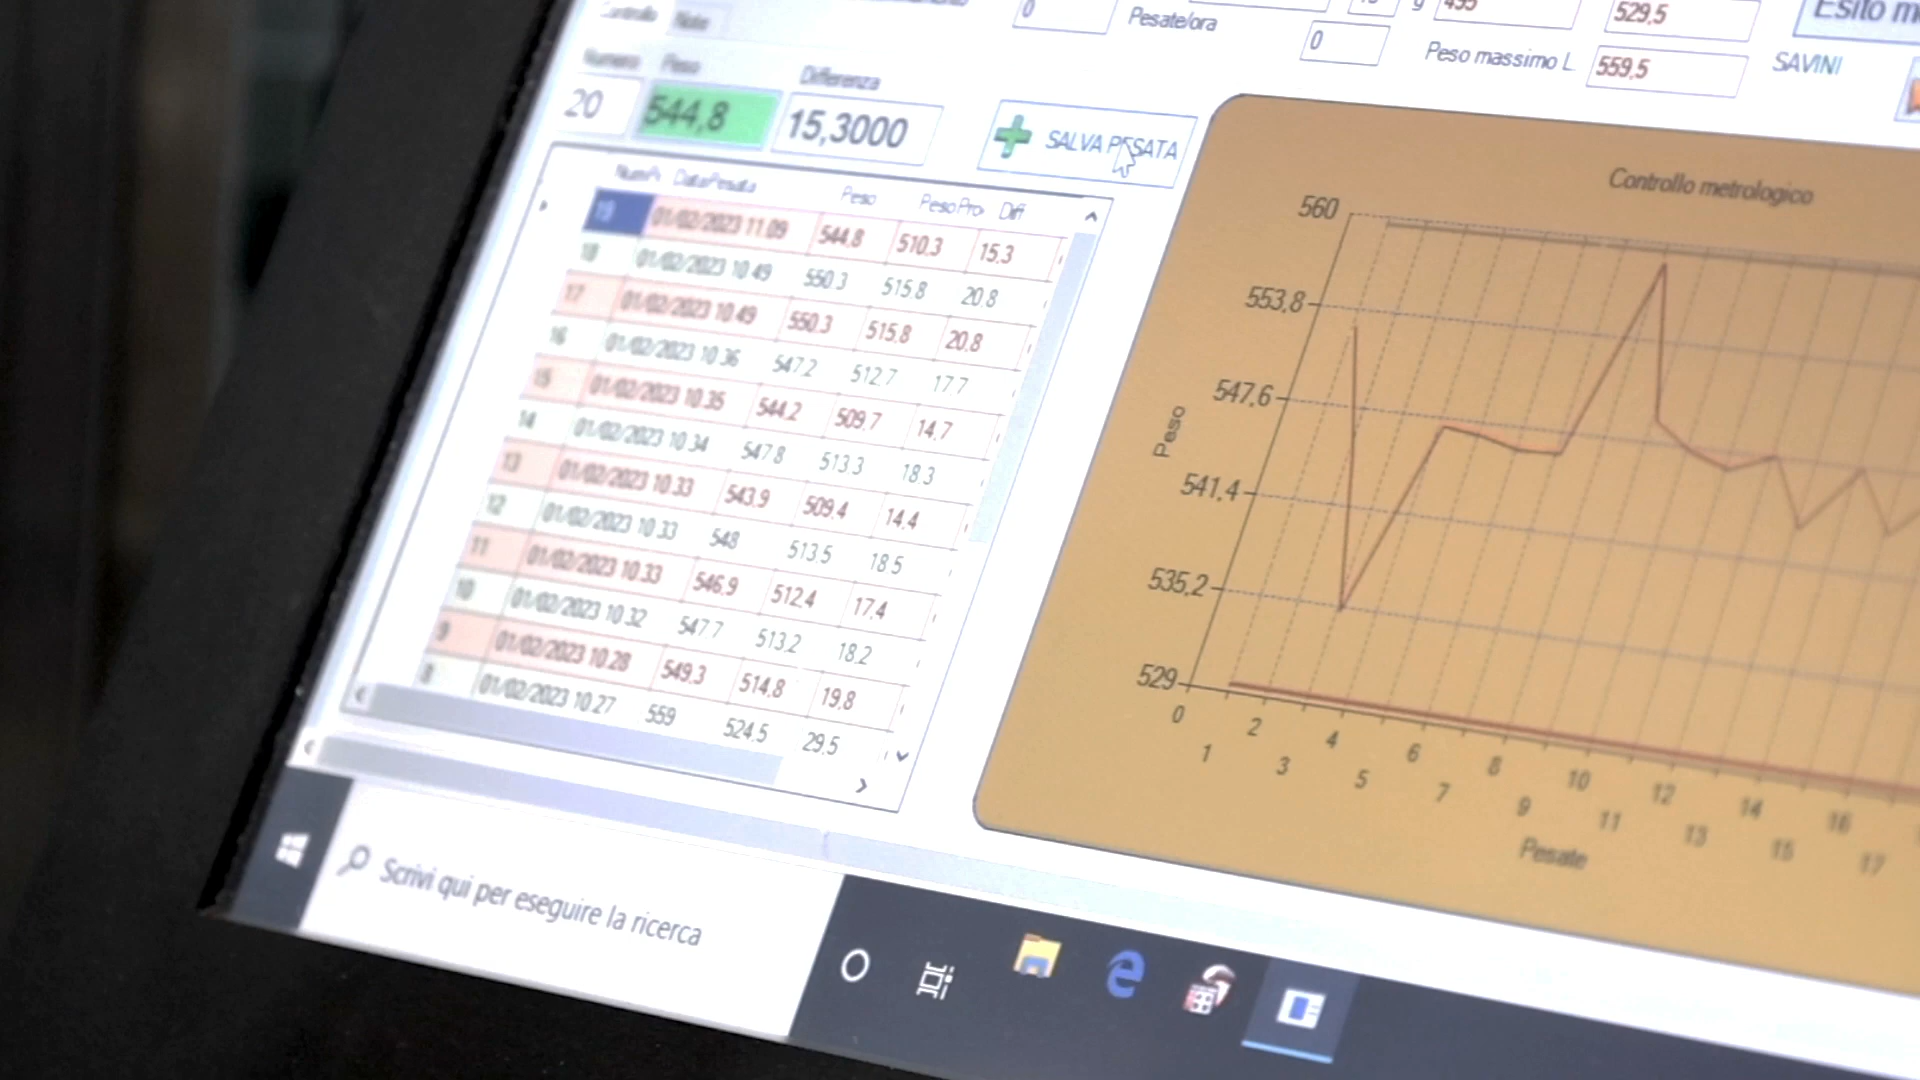 Controllo Note
0 Pesate/ora 0
495 529,5
Peso massimo L 559,5 SAVINI
Numero Peso Differenza
20 544,8 15,3000 SALVA PESATA
DataPesata Peso PesoPro Diff
19 01/02/2023 11.09 544.8 510.3 15.3
18 01/02/2023 10.49 550.3 515.8 20.8
17 01/02/2023 10.49 550.3 515.8 20.8
16 01/02/2023 10.36 547.2 512.7 17.7
15 01/02/2023 10.35 544.2 509.7 14.7
14 01/02/2023 10.34 547.8 513.3 18.3
13 01/02/2023 10.33 543.9 509.4 14.4
12 01/02/2023 10.33 548 513.5 18.5
11 01/02/2023 10.33 546.9 512.4 17.4
10 01/02/2023 10.32 547.7 513.2 18.2
9 01/02/2023 10.28 549.3 514.8 19.8
8 01/02/2023 10.27 559 524.5 29.5
Controllo metrologico
560
553,8
547,6
541,4
535,2
529
Peso
0 1 2 3 4 5 6 7 8 9 10 11 12 13 14 15 16 17
Pesate
Scrivi qui per eseguire la ricerca